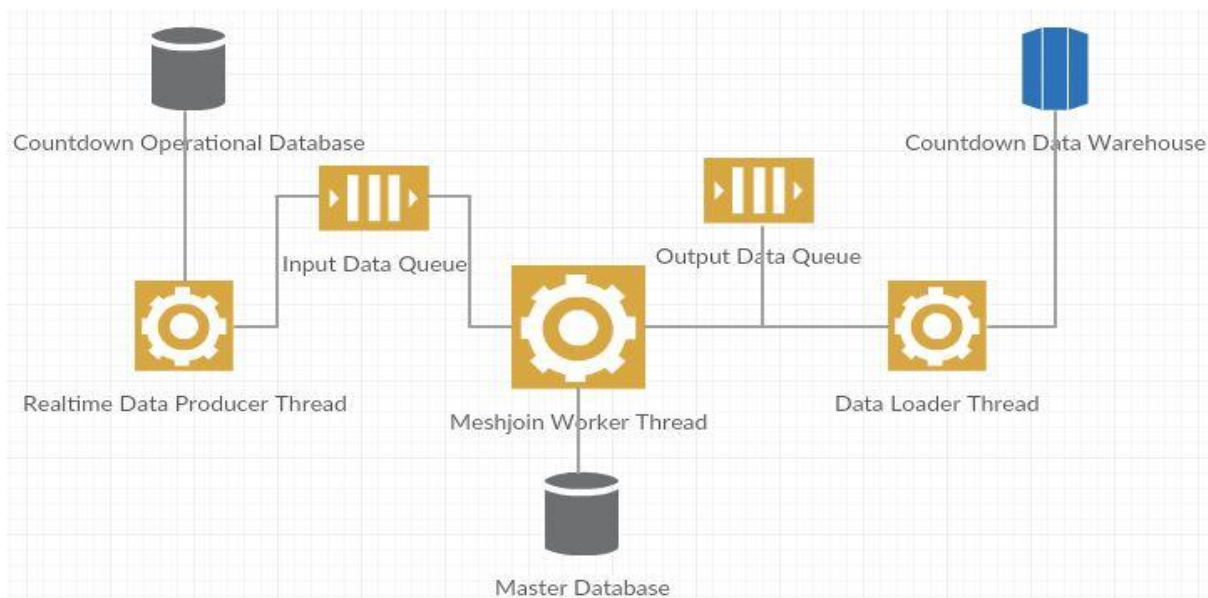 Countdown Operational Database
Countdown Data Warehouse
Input Data Queue
Output Data Queue
Realtime Data Producer Thread
Meshjoin Worker Thread
Data Loader Thread
Master Database